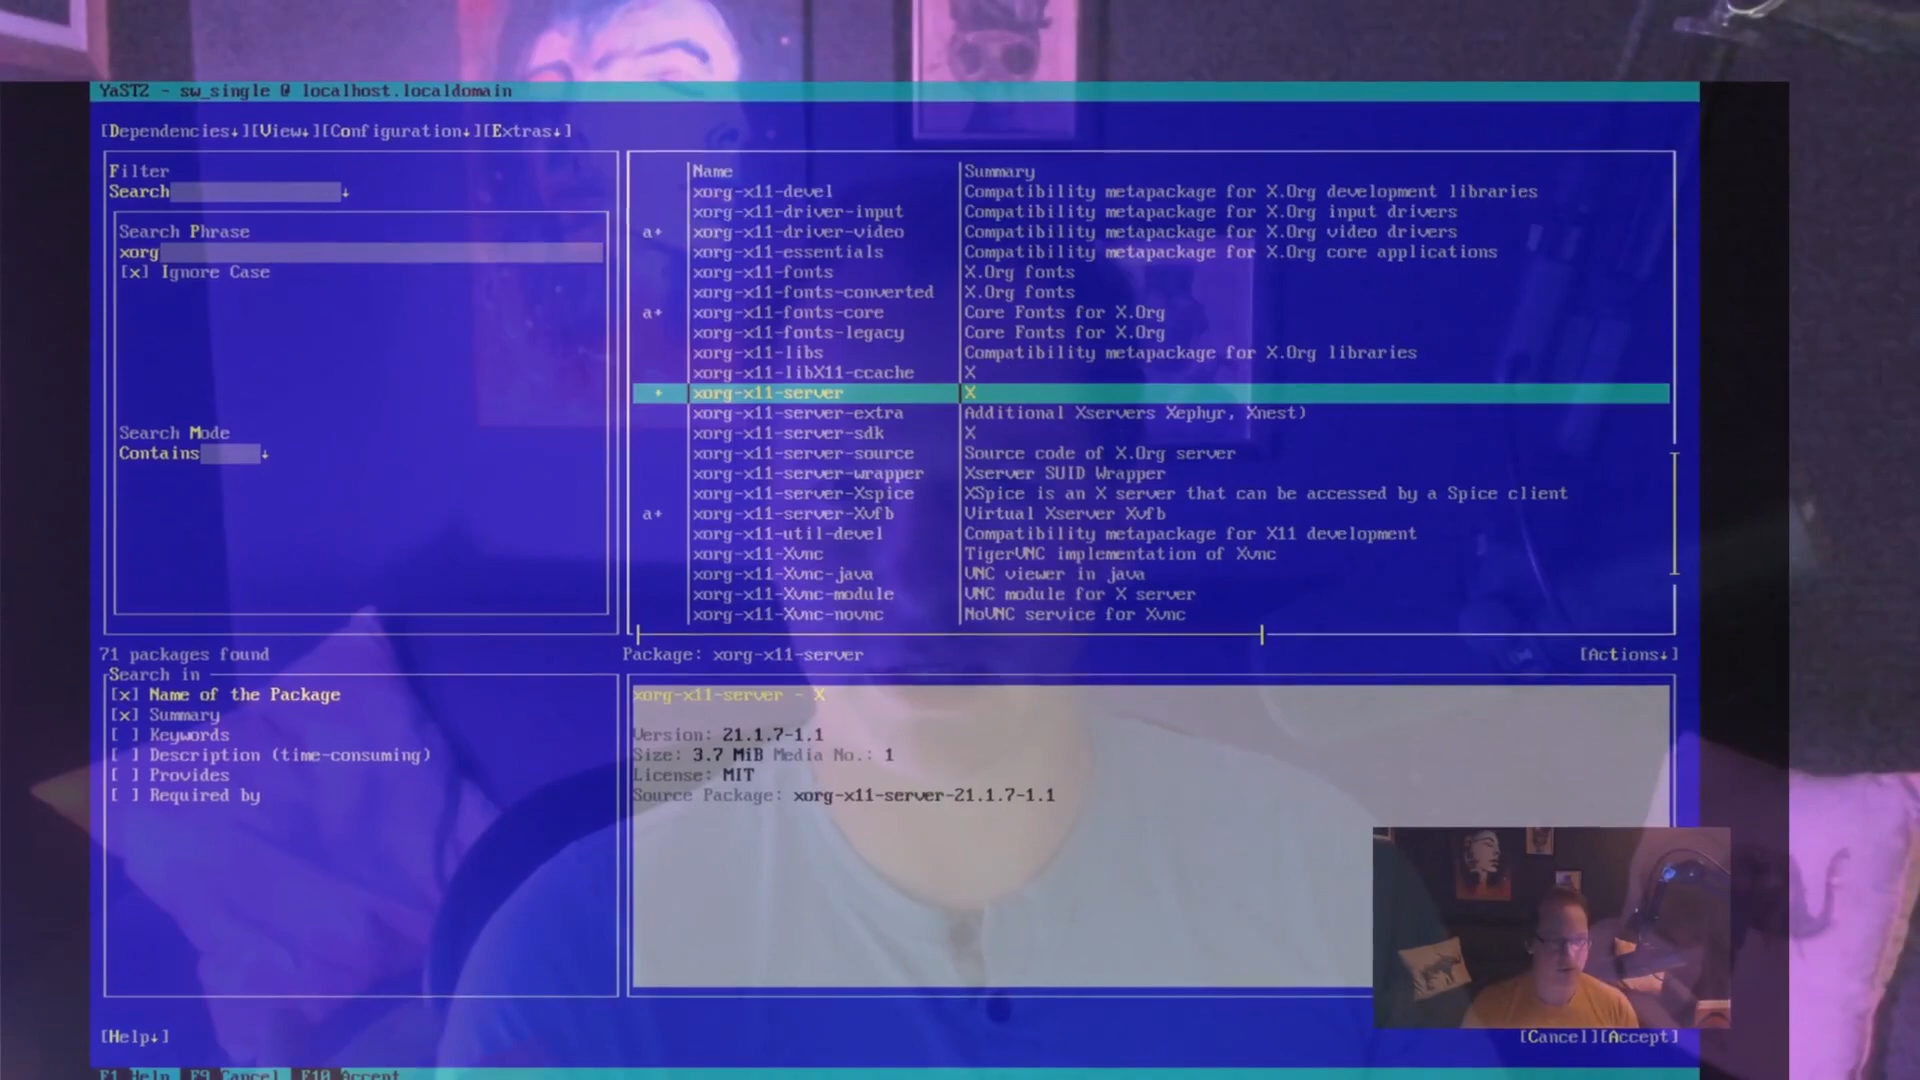 YaST2 - sw_single @ localhost.localdomain
[Dependencies↓][View↓][Configuration↓][Extras↓]
Filter
Search↓
Search Phrase
xorg
[x] Ignore Case
Search Mode
Contains↓
Name Summary
xorg-x11-devel Compatibility metapackage for X.Org development libraries
xorg-x11-driver-input Compatibility metapackage for X.Org input drivers
a+ xorg-x11-driver-video Compatibility metapackage for X.Org video drivers
xorg-x11-essentials Compatibility metapackage for X.Org core applications
xorg-x11-fonts X.Org fonts
xorg-x11-fonts-converted X.Org fonts
a+ xorg-x11-fonts-core Core Fonts for X.Org
xorg-x11-fonts-legacy Core Fonts for X.Org
xorg-x11-libs Compatibility metapackage for X.Org libraries
xorg-x11-libX11-ccache X
+ xorg-x11-server X
xorg-x11-server-extra Additional Xservers Xephyr, Xnest)
xorg-x11-server-sdk X
xorg-x11-server-source Source code of X.Org server
xorg-x11-server-wrapper Xserver SUID Wrapper
xorg-x11-server-Xspice XSpice is an X server that can be accessed by a Spice client
a+ xorg-x11-server-Xvfb Virtual Xserver Xvfb
xorg-x11-util-devel Compatibility metapackage for X11 development
xorg-x11-Xvnc TigerVNC implementation of Xvnc
xorg-x11-Xvnc-java VNC viewer in java
xorg-x11-Xvnc-module VNC module for X server
xorg-x11-Xvnc-novnc NoVNC service for Xvnc
71 packages found
Package: xorg-x11-server [Actions↓]
Search in
[x] Name of the Package
[x] Summary
[ ] Keywords
[ ] Description (time-consuming)
[ ] Provides
[ ] Required by
xorg-x11-server - X
Version: 21.1.7-1.1
Size: 3.7 MiB Media No.: 1
License: MIT
Source Package: xorg-x11-server-21.1.7-1.1
[Help↓] [Cancel][Accept]
F1 Help F9 Cancel F10 Accept